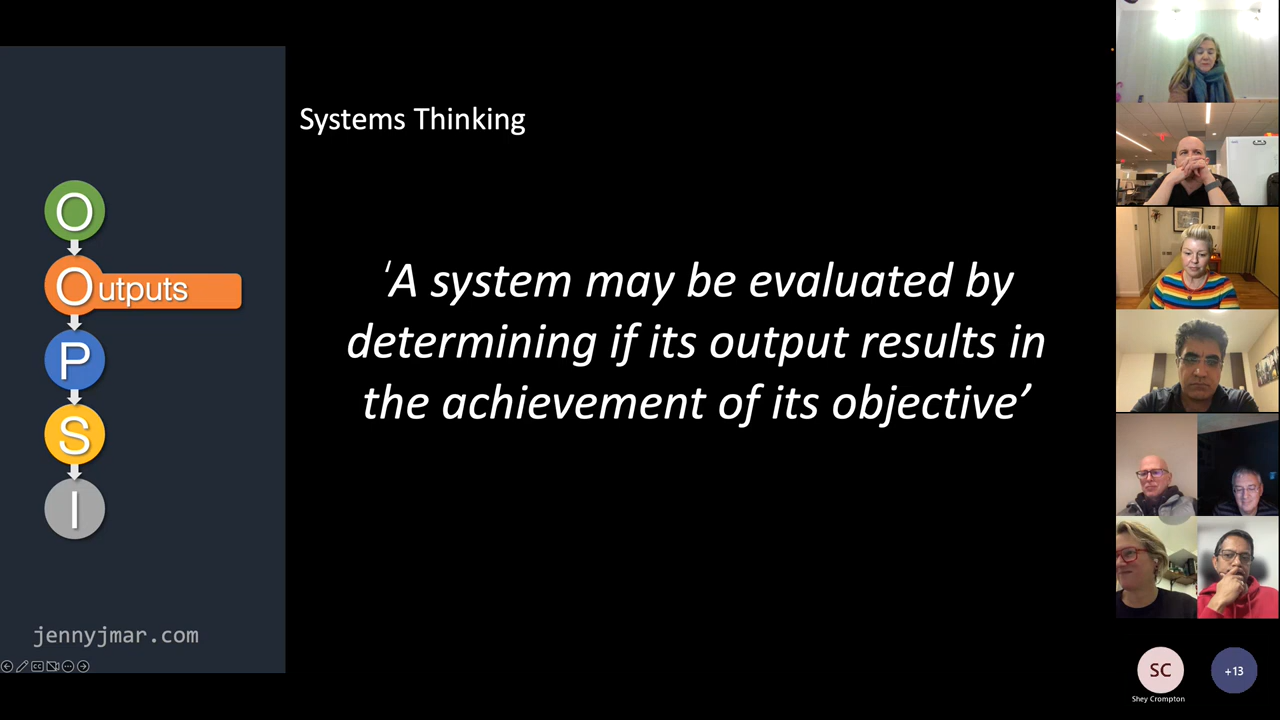 Systems Thinking
‘A system may be evaluated by
determining if its output results in
the achievement of its objective’
O
Outputs
P
S
I
jennyjmar.com
SC
+13
Shey Crompton